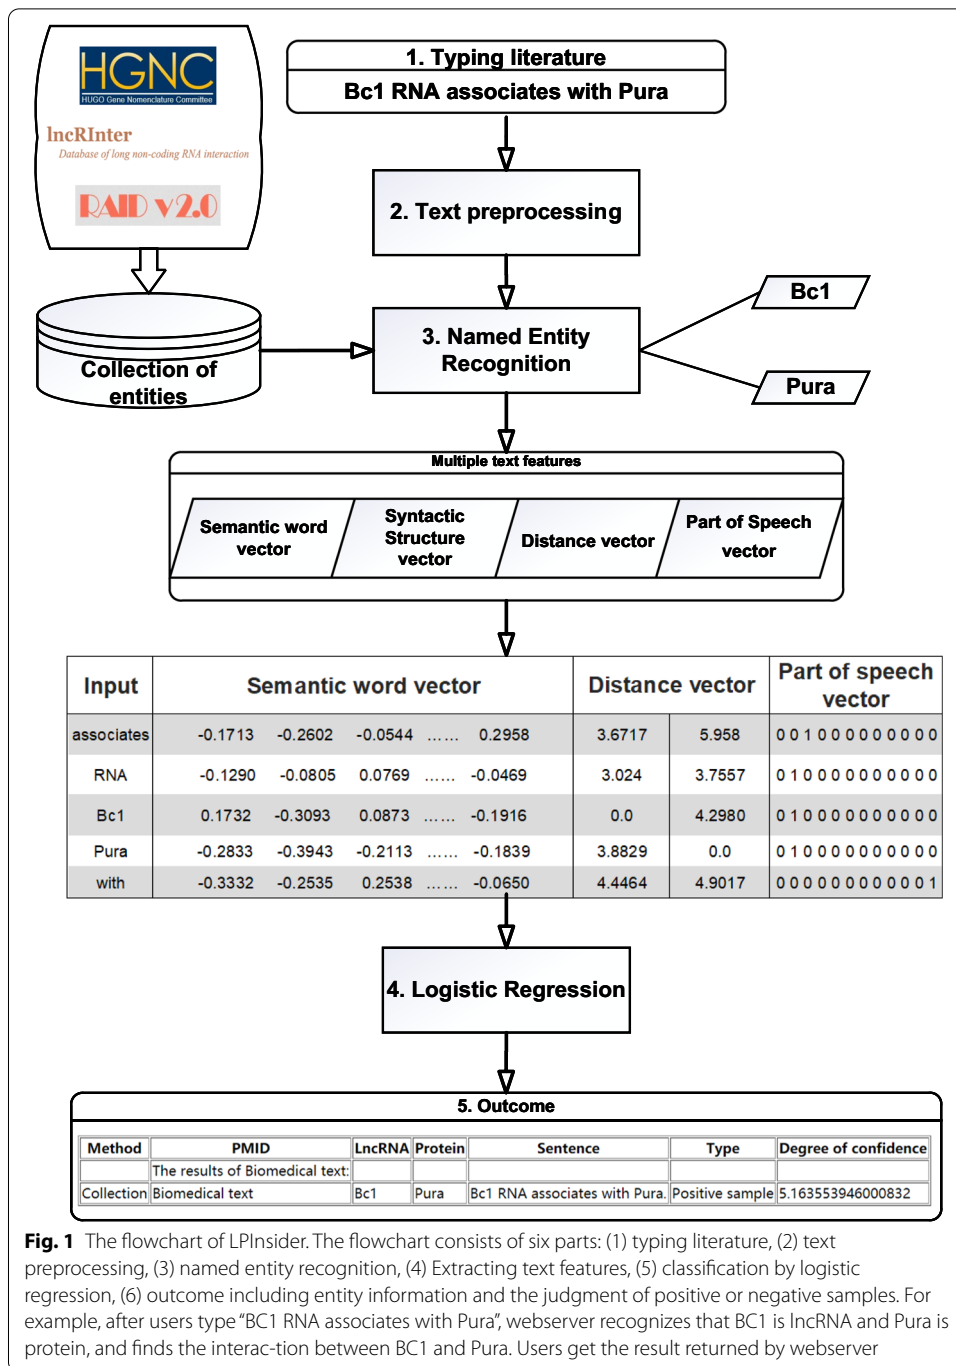 HGNC
HUGO Gene Nomenclature Committee
lncRInter
Database of long non-coding RNA interaction
RAID v2.0
1. Typing literature
Bc1 RNA associates with Pura
2. Text preprocessing
Collection of
entities
3. Named Entity
Recognition
Bc1
Pura
Multiple text features
Semantic word
vector
Syntactic
Structure
vector
Distance vector
Part of Speech
vector
Input Semantic word vector Distance vector Part of speech
vector
associates -0.1713 -0.2602 -0.0544 ...... 0.2958 3.6717 5.958 0 0 1 0 0 0 0 0 0 0 0 0 0
RNA -0.1290 -0.0805 0.0769 ...... -0.0469 3.024 3.7557 0 1 0 0 0 0 0 0 0 0 0 0 0
Bc1 0.1732 -0.3093 0.0873 ...... -0.1916 0.0 4.2980 0 1 0 0 0 0 0 0 0 0 0 0 0
Pura -0.2833 -0.3943 -0.2113 ...... -0.1839 3.8829 0.0 0 1 0 0 0 0 0 0 0 0 0 0 0
with -0.3332 -0.2535 0.2538 ...... -0.0650 4.4464 4.9017 0 0 0 0 0 0 0 0 0 0 0 0 1
4. Logistic Regression
5. Outcome
Method PMID LncRNA Protein Sentence Type Degree of confidence
The results of Biomedical text:
Collection Biomedical text Bc1 Pura Bc1 RNA associates with Pura. Positive sample 5.163553946000832
Fig. 1 The flowchart of LPInsider. The flowchart consists of six parts: (1) typing literature, (2) text
preprocessing, (3) named entity recognition, (4) Extracting text features, (5) classification by logistic
regression, (6) outcome including entity information and the judgment of positive or negative samples. For
example, after users type “BC1 RNA associates with Pura”, webserver recognizes that BC1 is lncRNA and Pura is
protein, and finds the interac-tion between BC1 and Pura. Users get the result returned by webserver